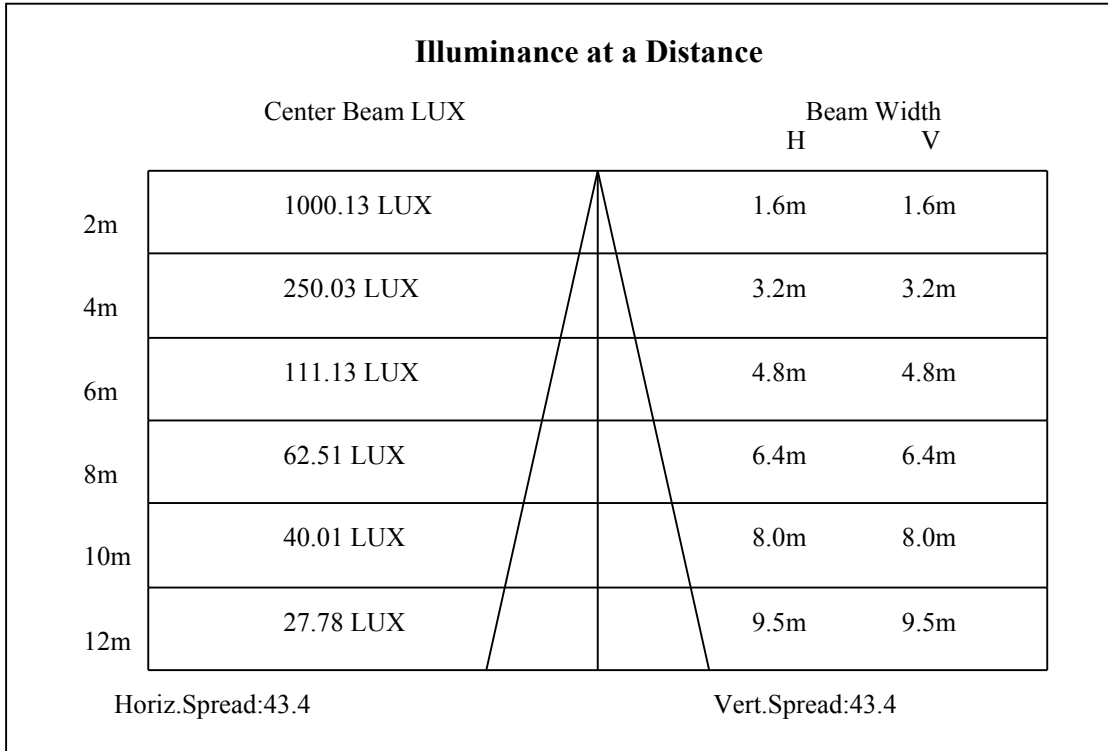 Illuminance at a Distance
Center Beam LUX Beam Width
H V
2m 1000.13 LUX 1.6m 1.6m
4m 250.03 LUX 3.2m 3.2m
6m 111.13 LUX 4.8m 4.8m
8m 62.51 LUX 6.4m 6.4m
10m 40.01 LUX 8.0m 8.0m
12m 27.78 LUX 9.5m 9.5m
Horiz.Spread:43.4 Vert.Spread:43.4